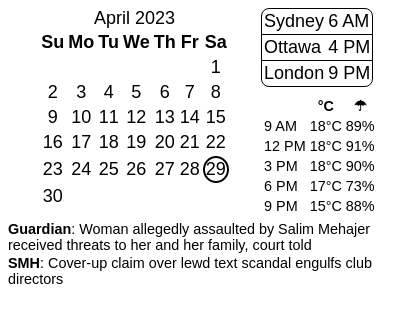 April 2023
Su Mo Tu We Th Fr Sa
1
2 3 4 5 6 7 8
9 10 11 12 13 14 15
16 17 18 19 20 21 22
23 24 25 26 27 28 29
30
Sydney 6 AM
Ottawa 4 PM
London 9 PM
°C ☂
9 AM 18°C 89%
12 PM 18°C 91%
3 PM 18°C 90%
6 PM 17°C 73%
9 PM 15°C 88%
Guardian: Woman allegedly assaulted by Salim Mehajer
received threats to her and her family, court told
SMH: Cover-up claim over lewd text scandal engulfs club
directors